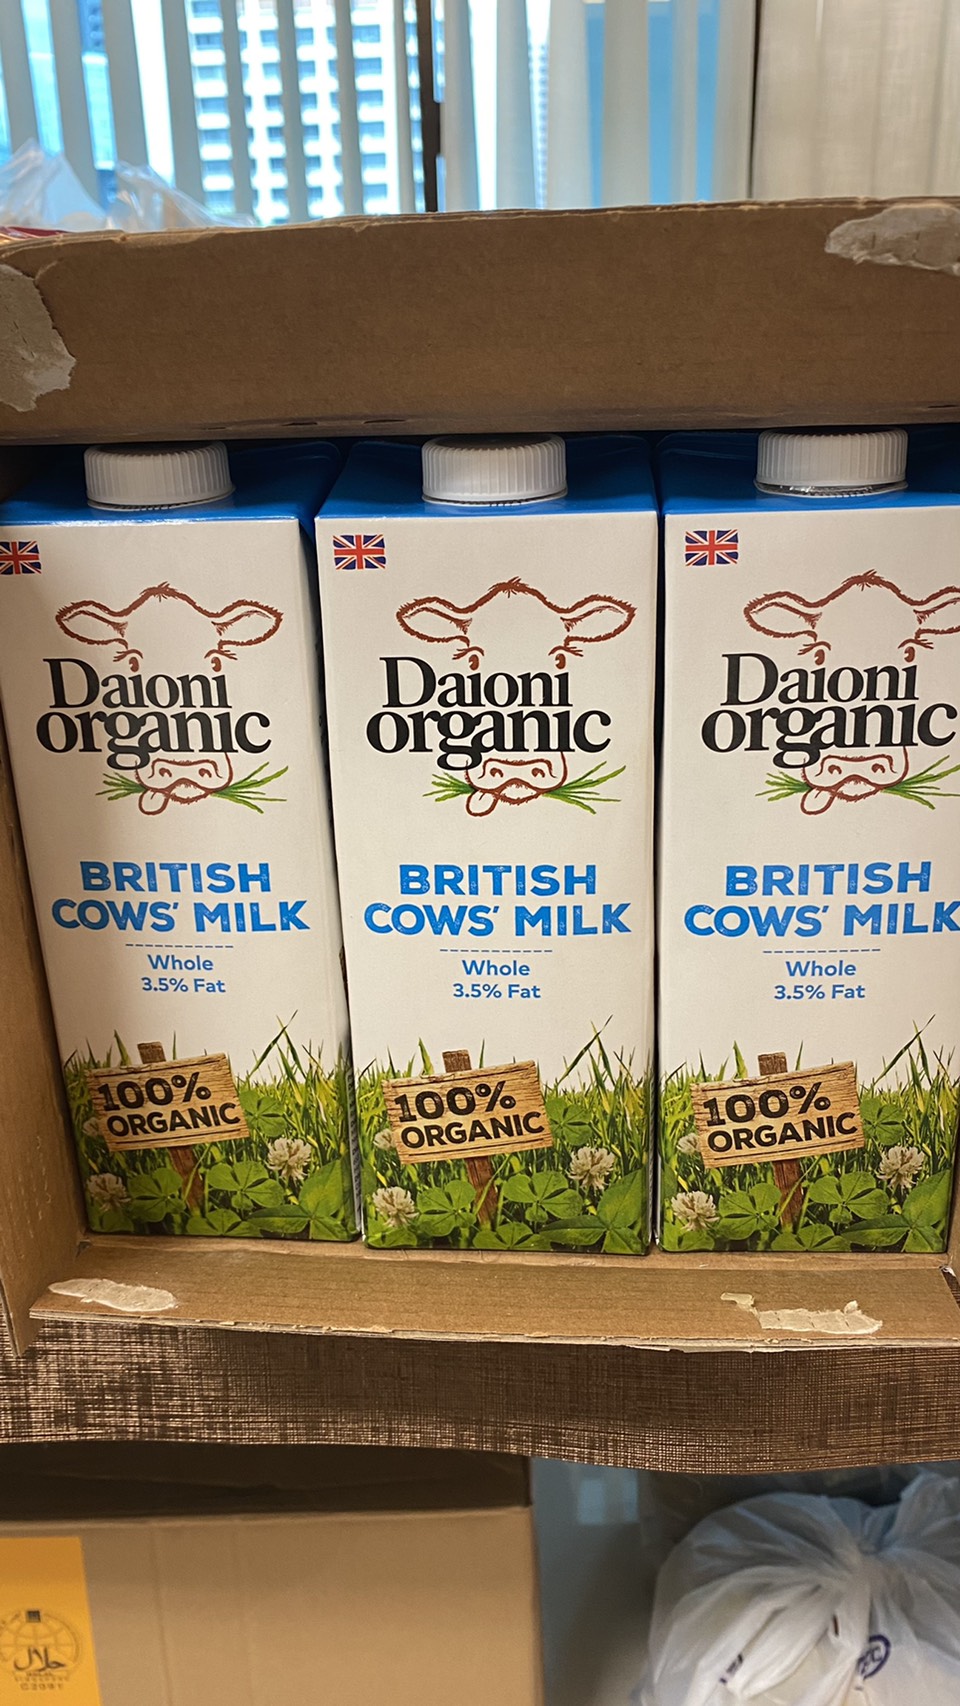 Daioni
organic
BRITISH
COWS' MILK
Whole
3.5% Fat
100%
ORGANIC
Daioni
organic
BRITISH
COWS' MILK
Whole
3.5% Fat
100%
ORGANIC
Daioni
organic
BRITISH
COWS' MILK
Whole
3.5% Fat
100%
ORGANIC
حلال